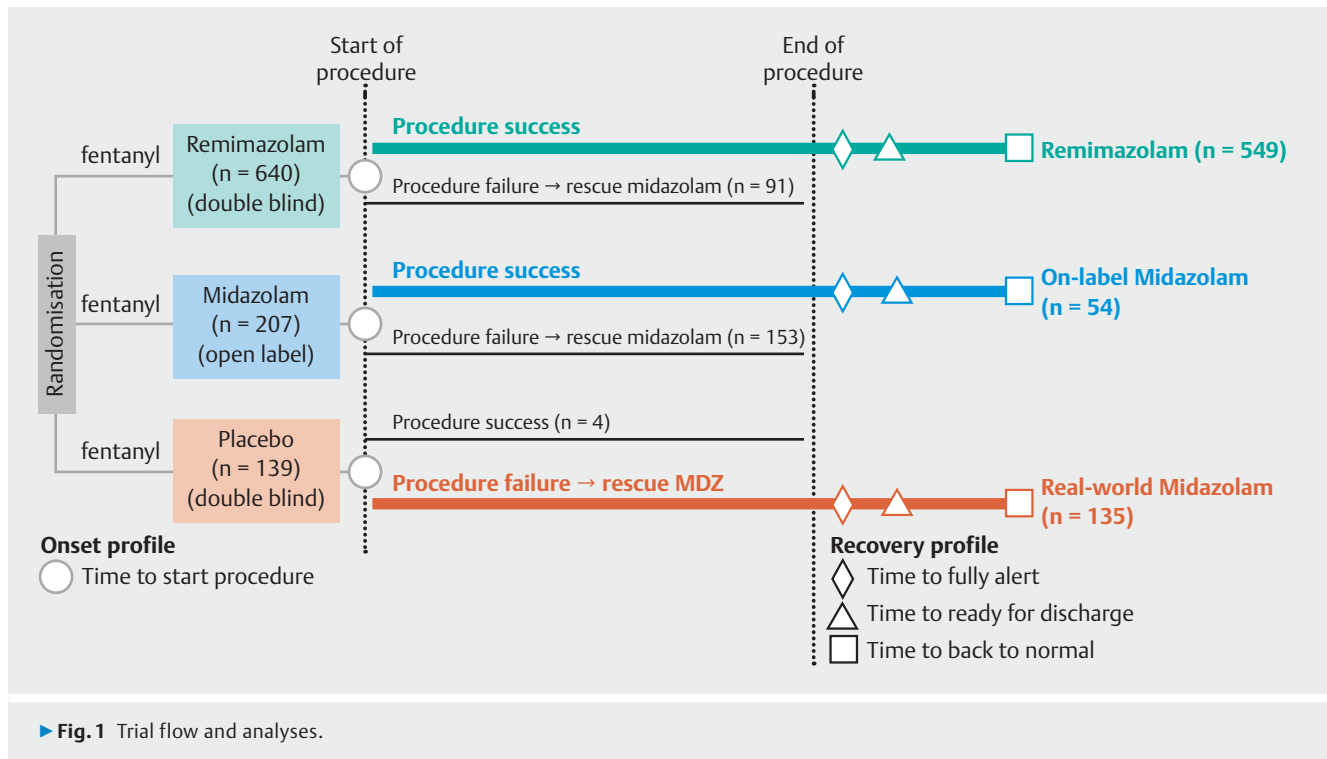 Start of
procedure
End of
procedure
Randomisation
fentanyl
Remimazolam
(n = 640)
(double blind)
Procedure success
Procedure failure → rescue midazolam (n = 91)
Remimazolam (n = 549)
fentanyl
Midazolam
(n = 207)
(open label)
Procedure success
Procedure failure → rescue midazolam (n = 153)
On-label Midazolam
(n = 54)
fentanyl
Placebo
(n = 139)
(double blind)
Procedure success (n = 4)
Procedure failure → rescue MDZ
Real-world Midazolam
(n = 135)
Onset profile
Time to start procedure
Recovery profile
Time to fully alert
Time to ready for discharge
Time to back to normal
▶ Fig. 1 Trial flow and analyses.